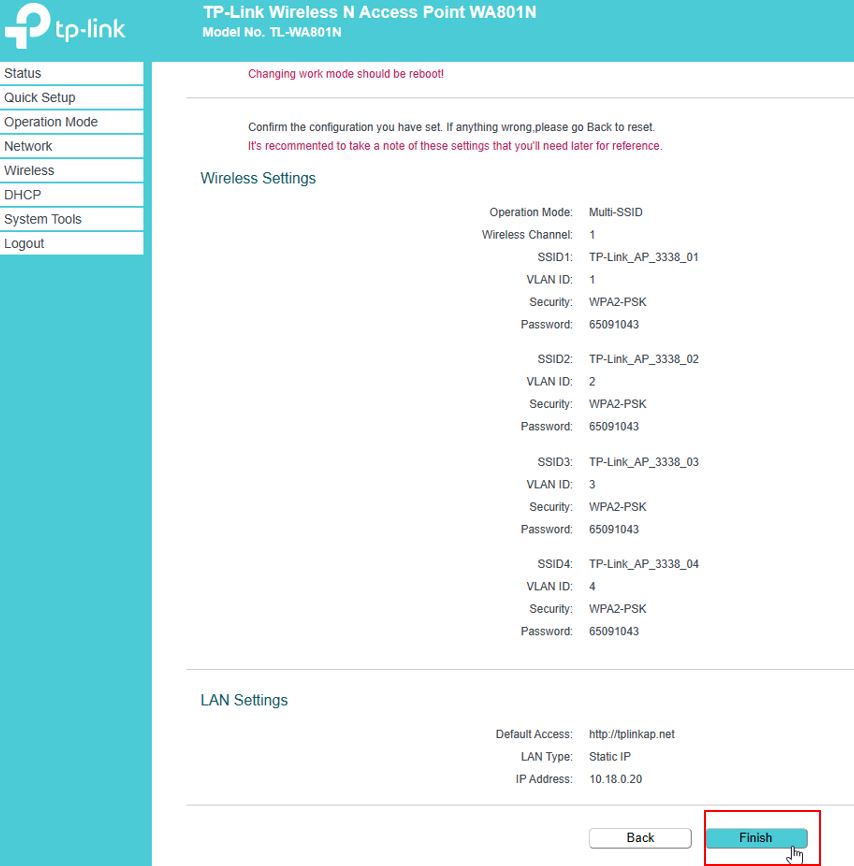 tp-link
TP-Link Wireless N Access Point WA801N
Model No. TL-WA801N
Status
Quick Setup
Operation Mode
Network
Wireless
DHCP
System Tools
Logout
Changing work mode should be reboot!
Confirm the configuration you have set. If anything wrong,please go Back to reset.
It's recommented to take a note of these settings that you'll need later for reference.
Wireless Settings
Operation Mode: Multi-SSID
Wireless Channel: 1
SSID1: TP-Link_AP_3338_01
VLAN ID: 1
Security: WPA2-PSK
Password: 65091043
SSID2: TP-Link_AP_3338_02
VLAN ID: 2
Security: WPA2-PSK
Password: 65091043
SSID3: TP-Link_AP_3338_03
VLAN ID: 3
Security: WPA2-PSK
Password: 65091043
SSID4: TP-Link_AP_3338_04
VLAN ID: 4
Security: WPA2-PSK
Password: 65091043
LAN Settings
Default Access: http://tplinkap.net
LAN Type: Static IP
IP Address: 10.18.0.20
Back Finish